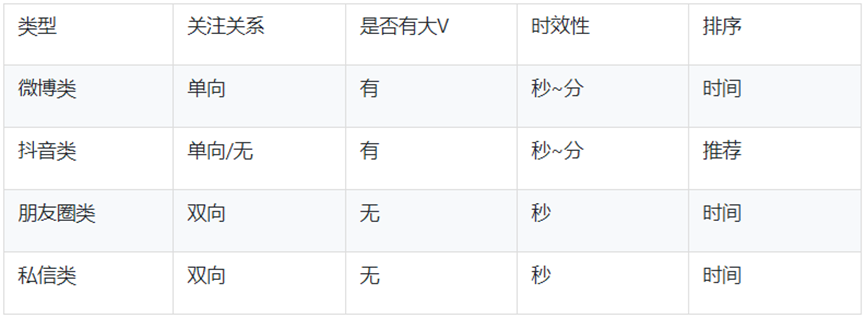 类型 关注关系 是否有大V 时效性 排序
微博类 单向 有 秒~分 时间
抖音类 单向/无 有 秒~分 推荐
朋友圈类 双向 无 秒 时间
私信类 双向 无 秒 时间